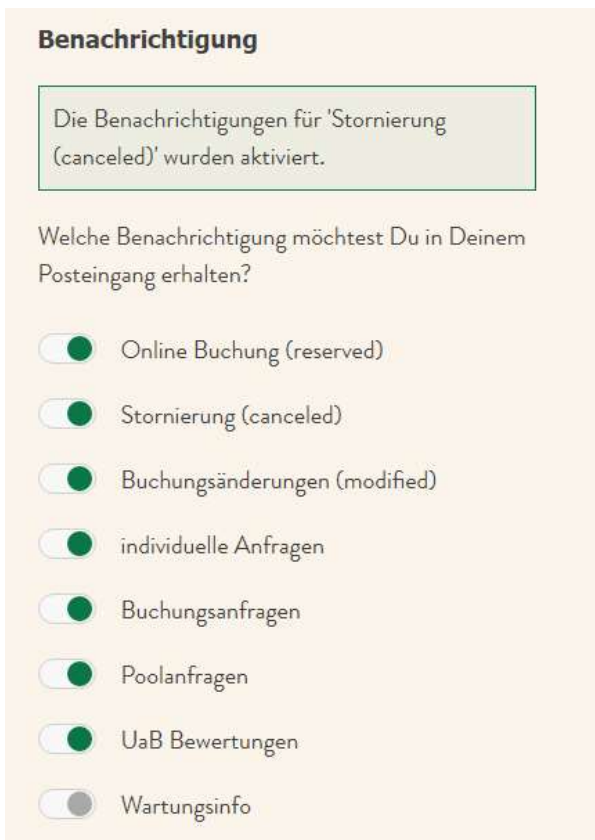 Benachrichtigung
Die Benachrichtigungen für 'Stornierung
(canceled)' wurden aktiviert.
Welche Benachrichtigung möchtest Du in Deinem
Posteingang erhalten?
Online Buchung (reserved)
Stornierung (canceled)
Buchungsänderungen (modified)
individuelle Anfragen
Buchungsanfragen
Poolanfragen
UaB Bewertungen
Wartungsinfo